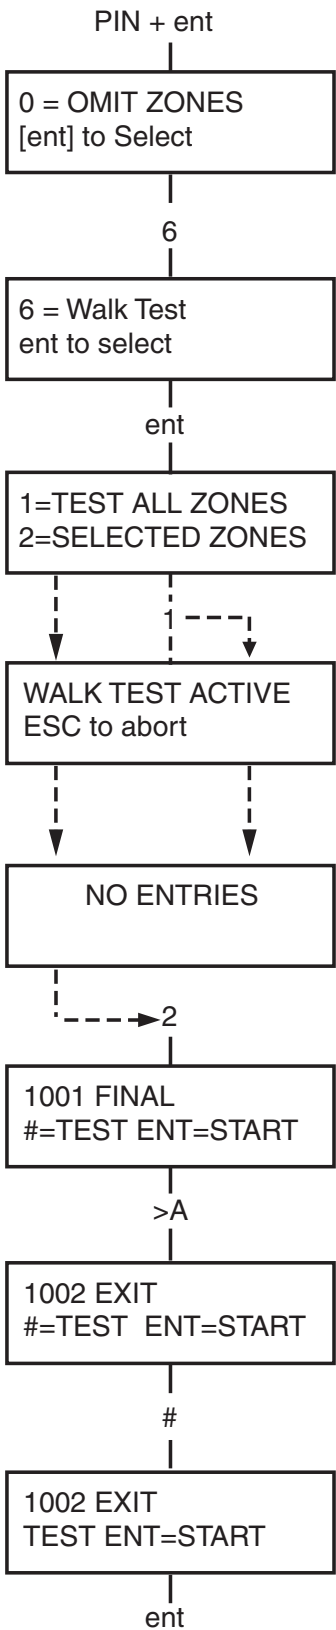 PIN + ent
0 = OMIT ZONES
[ent] to Select
6
6 = Walk Test
ent to select
ent
1=TEST ALL ZONES
2=SELECTED ZONES
1
WALK TEST ACTIVE
ESC to abort
NO ENTRIES
2
1001 FINAL
#=TEST ENT=START
>A
1002 EXIT
#=TEST  ENT=START
#
1002 EXIT
TEST ENT=START
ent